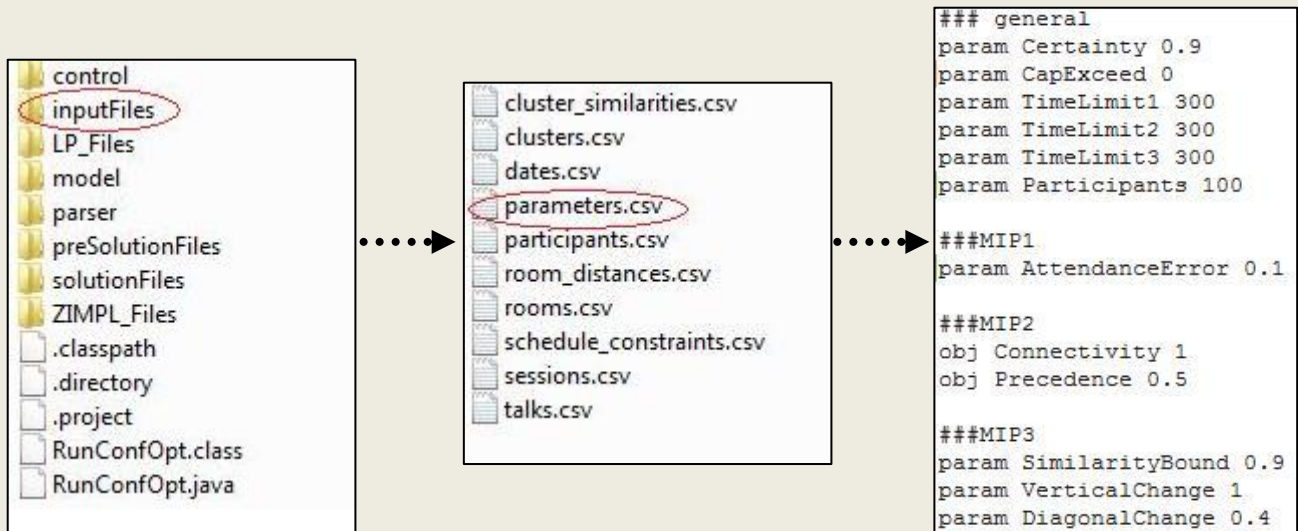 control
inputFiles
LP_Files
model
parser
preSolutionFiles
solutionFiles
ZIMPL_Files
.classpath
.directory
.project
RunConfOpt.class
RunConfOpt.java
cluster_similarities.csv
clusters.csv
dates.csv
parameters.csv
participants.csv
room_distances.csv
rooms.csv
schedule_constraints.csv
sessions.csv
talks.csv
### general
param Certainty 0.9
param CapExceed 0
param TimeLimit1 300
param TimeLimit2 300
param TimeLimit3 300
param Participants 100
###MIP1
param AttendanceError 0.1
###MIP2
obj Connectivity 1
obj Precedence 0.5
###MIP3
param SimilarityBound 0.9
param VerticalChange 1
param DiagonalChange 0.4